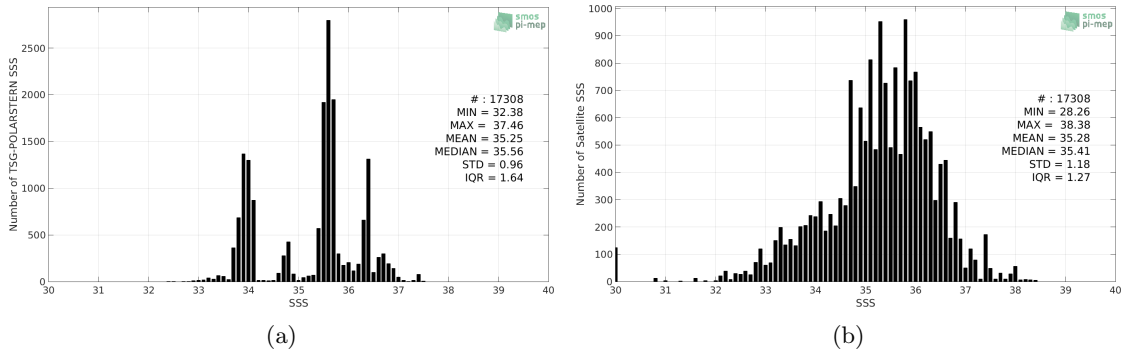 smos
pi-mep
Number of TSG-POLARSTERN SSS
2500
2000
1500
1000
500
0
# : 17308
MIN = 32.38
MAX = 37.46
MEAN = 35.25
MEDIAN = 35.56
STD = 0.96
IQR = 1.64
30 31 32 33 34 35 36 37 38 39 40
SSS
(a)
smos
pi-mep
Number of Satellite SSS
1000
900
800
700
600
500
400
300
200
100
0
# : 17308
MIN = 28.26
MAX = 38.38
MEAN = 35.28
MEDIAN = 35.41
STD = 1.18
IQR = 1.27
30 31 32 33 34 35 36 37 38 39 40
SSS
(b)